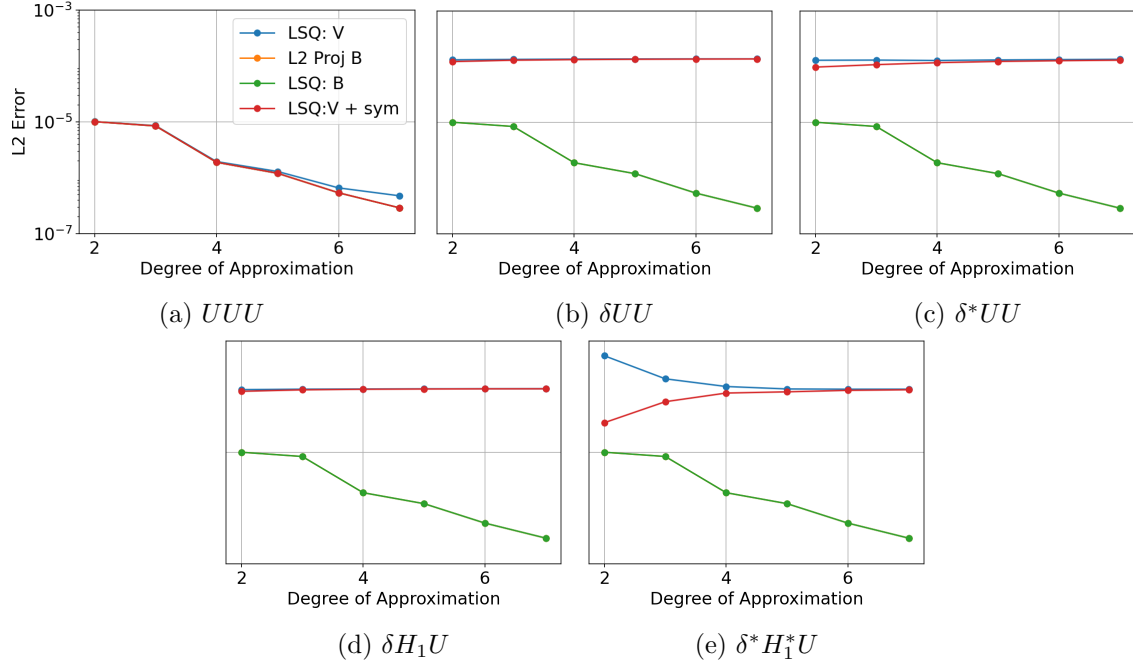 10⁻³
LSQ: V
L2 Proj B
LSQ: B
LSQ:V + sym
L2 Error
10⁻⁵
10⁻⁷
2 4 6
2 4 6
2 4 6
Degree of Approximation
Degree of Approximation
Degree of Approximation
(a) UUU
(b) δUU
(c) δ*UU
2 4 6
2 4 6
Degree of Approximation
Degree of Approximation
(d) δH₁U
(e) δ*H₁*U